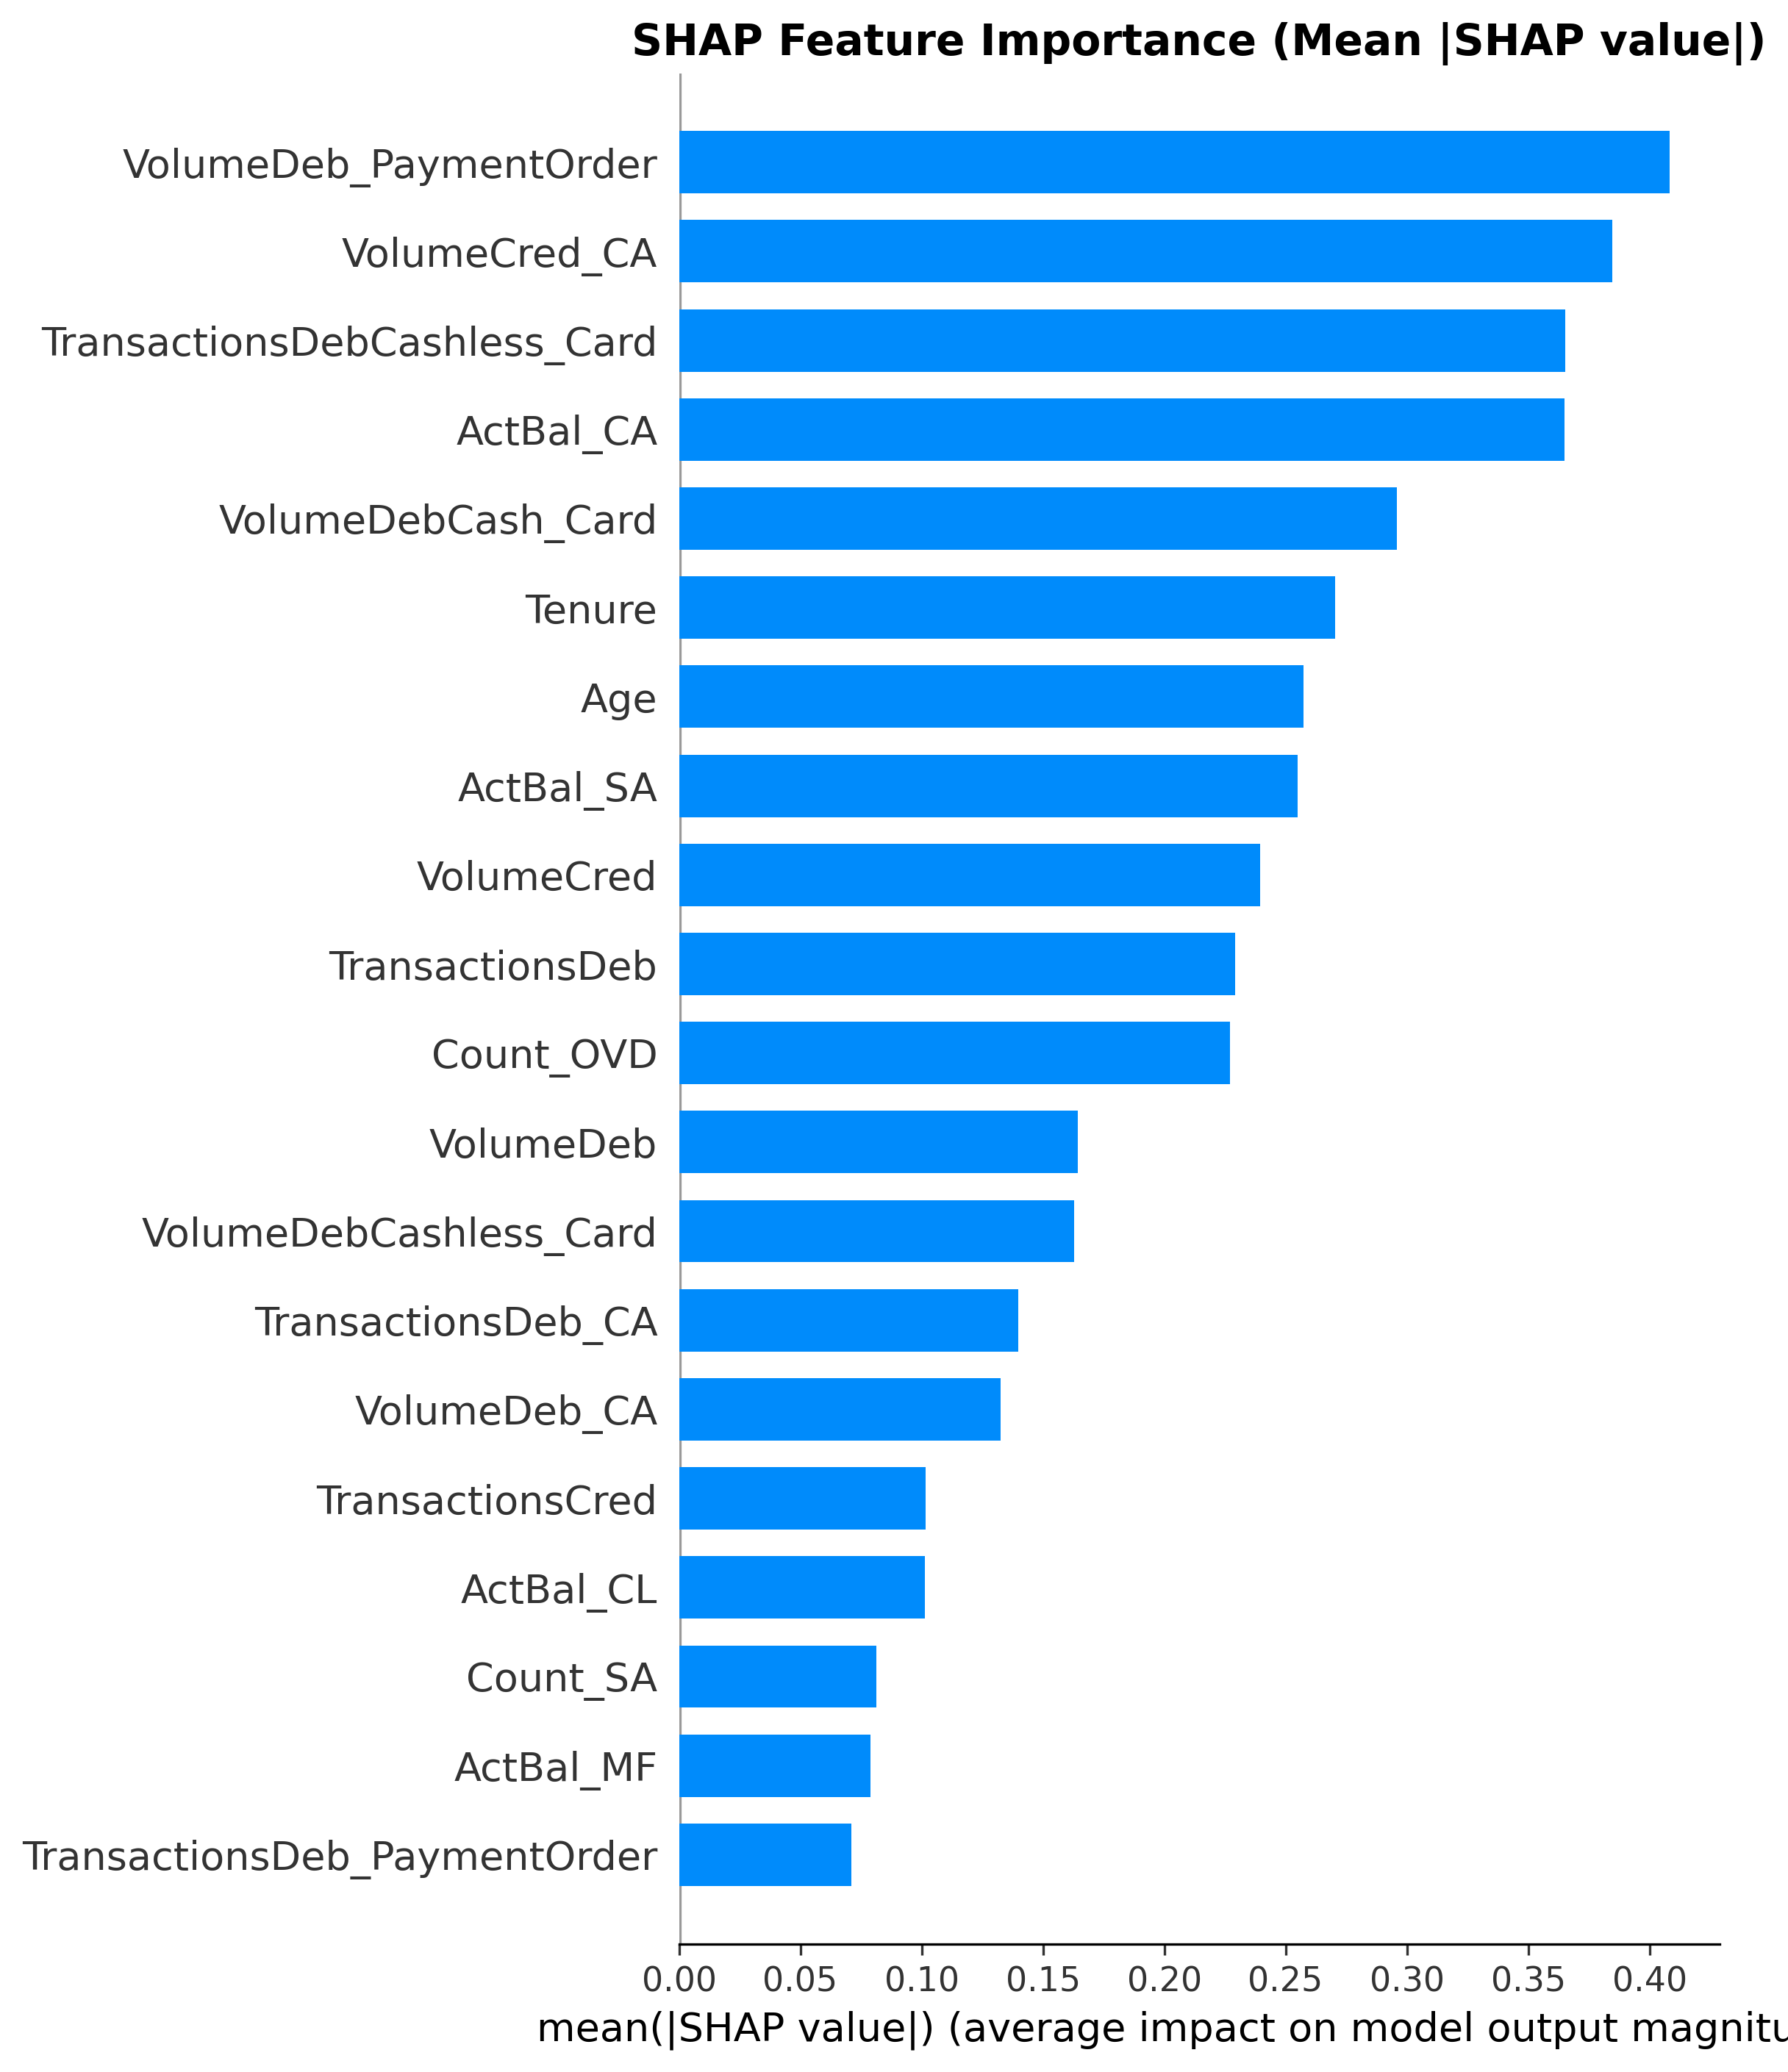 SHAP Feature Importance (Mean |SHAP value|)
VolumeDeb_PaymentOrder
VolumeCred_CA
TransactionsDebCashless_Card
ActBal_CA
VolumeDebCash_Card
Tenure
Age
ActBal_SA
VolumeCred
TransactionsDeb
Count_OVD
VolumeDeb
VolumeDebCashless_Card
TransactionsDeb_CA
VolumeDeb_CA
TransactionsCred
ActBal_CL
Count_SA
ActBal_MF
TransactionsDeb_PaymentOrder
0.00 0.05 0.10 0.15 0.20 0.25 0.30 0.35 0.40
mean(|SHAP value|) (average impact on model output magnitu